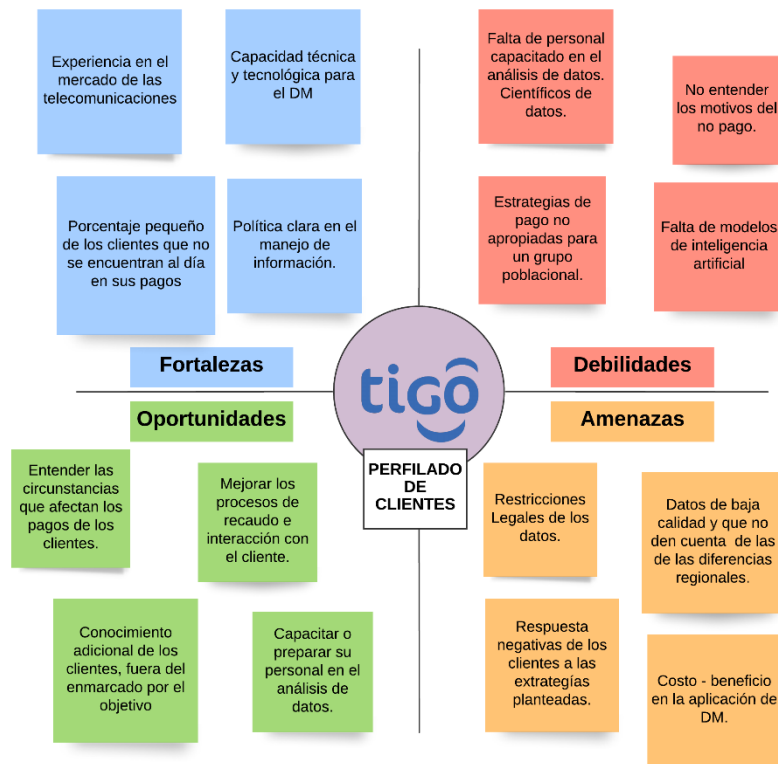 Experiencia en el
mercado de las
telecomunicaciones
Capacidad técnica
y tecnológica para
el DM
Porcentaje pequeño
de los clientes que no
se encuentran al día
en sus pagos
Política clara en el
manejo de
información.
Fortalezas
Falta de personal
capacitado en el
análisis de datos.
Científicos de
datos.
No entender
los motivos del
no pago.
Estrategias de
pago no
apropiadas para
un grupo
poblacional.
Falta de modelos
de inteligencia
artificial
Debilidades
tigo
PERFILADO
DE
CLIENTES
Oportunidades
Entender las
circunstancias
que afectan los
pagos de los
clientes.
Mejorar los
procesos de
recaudo e
interacción con
el cliente.
Conocimiento
adicional de los
clientes, fuera del
enmarcado por el
objetivo
Capacitar o
preparar su
personal en el
análisis de
datos.
Amenazas
Restricciones
Legales de los
datos.
Datos de baja
calidad y que no
den cuenta de las
de las diferencias
regionales.
Respuesta
negativas de los
clientes a las
extrategías
planteadas.
Costo - beneficio
en la aplicación de
DM.